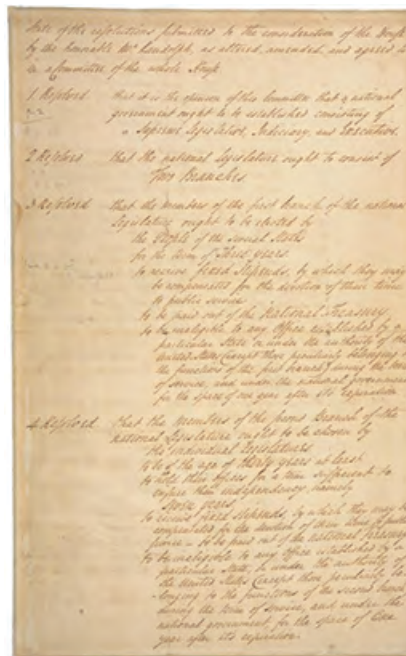 State of the resolutions submitted to the consideration of the House
by the honorable Mr. Randolph, as altered, amended, and agreed to
in a Committee of the whole House.
1 Resolved that it is the opinion of this Committee that a national
government ought to be established consisting of
a Supreme Legislative, Judiciary, and Executive.
2 Resolved that the national Legislature ought to consist of
Two Branches.
3 Resolved that the members of the first branch of the national
Legislature ought to be elected by
the People of the several States
for the term of Three years.
to receive fixed stipends, by which they may
be compensated for the devotion of their time
to public service
to be paid out of the National Treasury.
to be ineligible to any Office established by a
particular State or under the authority of the
United States (except those peculiarly belonging to
the functions of the first branch) during the term
of service, and under the national government
for the space of one year after its expiration.
4 Resolved that the members of the second Branch of the
national Legislature ought to be chosen by
the individual Legislatures.
to be of the age of thirty years at least.
to hold their offices for a term sufficient to
ensure their independency, namely
seven years.
to receive fixed stipends, by which they may be
compensated for the devotion of their time to public
service — to be paid out of the National Treasury
to be ineligible to any Office established by a
particular State, or under the authority of
the United States (except those peculiarly be-
longing to the functions of the second branch)
during the term of service, and under the
national government, for the space of One
year after its expiration.